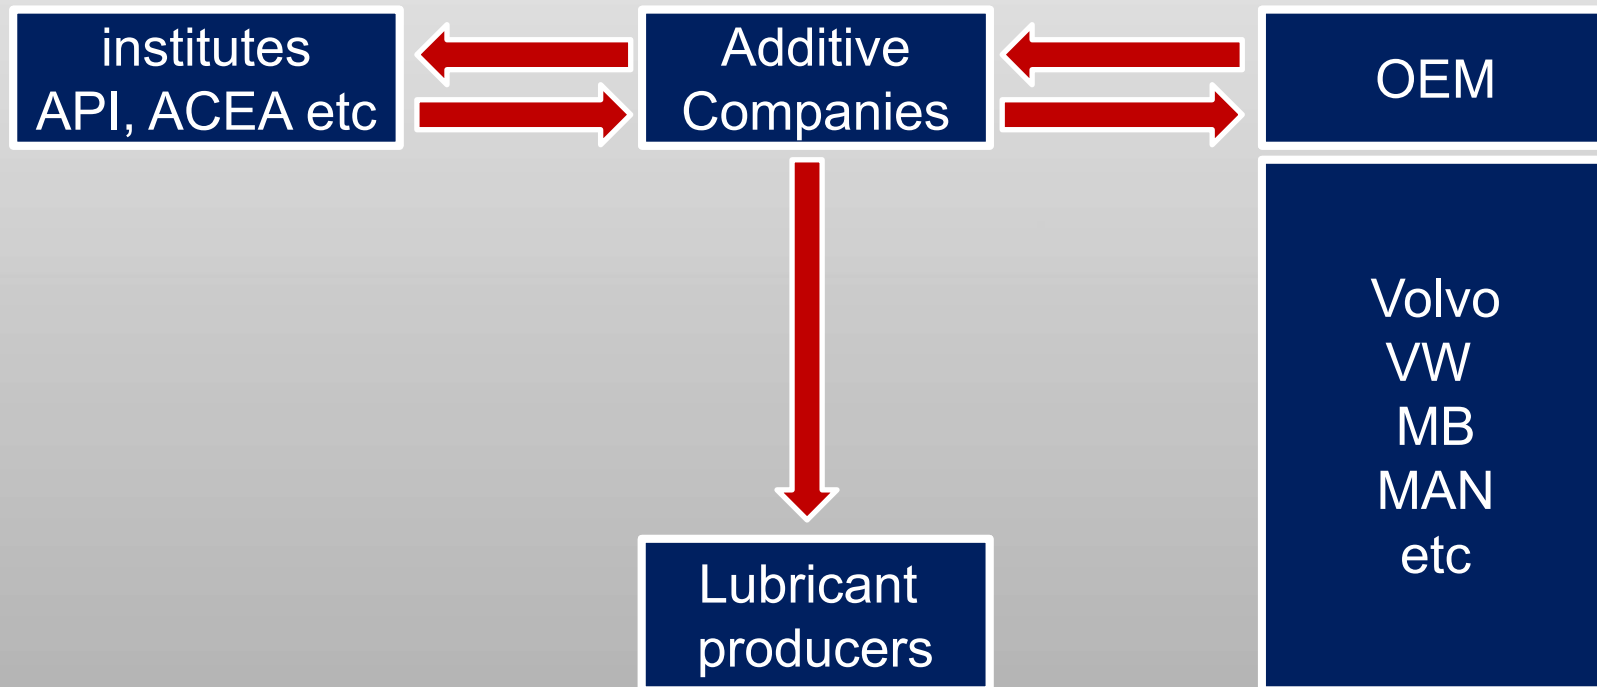 institutes
API, ACEA etc
Additive
Companies
OEM
Volvo
VW
MB
MAN
etc
Lubricant
producers